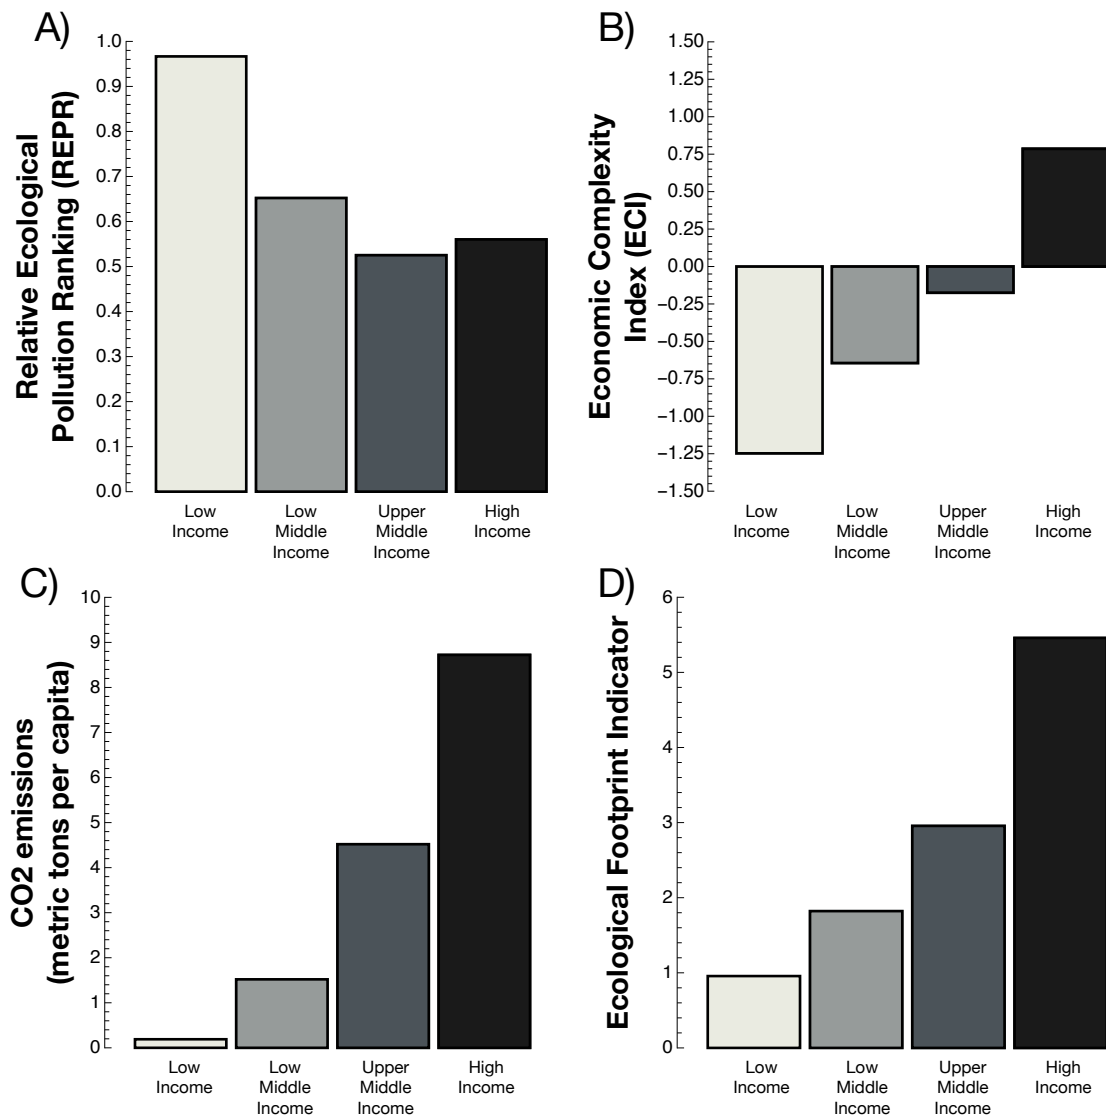 A)
Relative Ecological
Pollution Ranking (REPR)
1.0
0.9
0.8
0.7
0.6
0.5
0.4
0.3
0.2
0.1
0.0
Low
Income
Low
Middle
Income
Upper
Middle
Income
High
Income
B)
Economic Complexity
Index (ECI)
1.50
1.25
1.00
0.75
0.50
0.25
0.00
−0.25
−0.50
−0.75
−1.00
−1.25
−1.50
Low
Income
Low
Middle
Income
Upper
Middle
Income
High
Income
C)
CO2 emissions
(metric tons per capita)
10
9
8
7
6
5
4
3
2
1
0
Low
Income
Low
Middle
Income
Upper
Middle
Income
High
Income
D)
Ecological Footprint Indicator
6
5
4
3
2
1
0
Low
Income
Low
Middle
Income
Upper
Middle
Income
High
Income